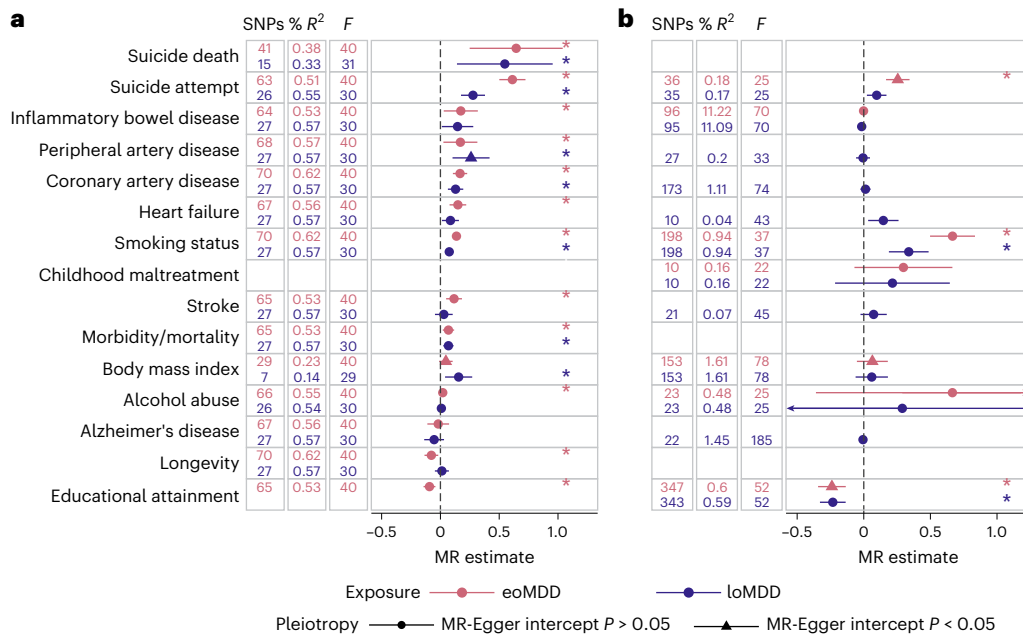 a
b
SNPs % R² F
SNPs % R² F
Suicide death 41 0.38 40 *
15 0.33 31 *
Suicide attempt 63 0.51 40 * 36 0.18 25 *
26 0.55 30 * 35 0.17 25
Inflammatory bowel disease 64 0.53 40 * 96 11.22 70
27 0.57 30 95 11.09 70
Peripheral artery disease 68 0.57 40 *
27 0.57 30 * 27 0.2 33
Coronary artery disease 70 0.62 40 *
27 0.57 30 * 173 1.11 74
Heart failure 67 0.56 40 *
27 0.57 30 10 0.04 43
Smoking status 70 0.62 40 * 198 0.94 37 *
27 0.57 30 * 198 0.94 37 *
Childhood maltreatment 10 0.16 22
10 0.16 22
Stroke 65 0.53 40 *
27 0.57 30 21 0.07 45
Morbidity/mortality 65 0.53 40 *
27 0.57 30 *
Body mass index 29 0.23 40 153 1.61 78
7 0.14 29 * 153 1.61 78
Alcohol abuse 66 0.55 40 * 23 0.48 25
26 0.54 30 23 0.48 25
Alzheimer's disease 67 0.56 40
27 0.57 30 22 1.45 185
Longevity 70 0.62 40 *
27 0.57 30
Educational attainment 65 0.53 40 * 347 0.6 52 *
343 0.59 52 *
−0.5 0 0.5 1.0
−0.5 0 0.5 1.0
MR estimate
MR estimate
Exposure eoMDD loMDD
Pleiotropy MR-Egger intercept P > 0.05 MR-Egger intercept P < 0.05